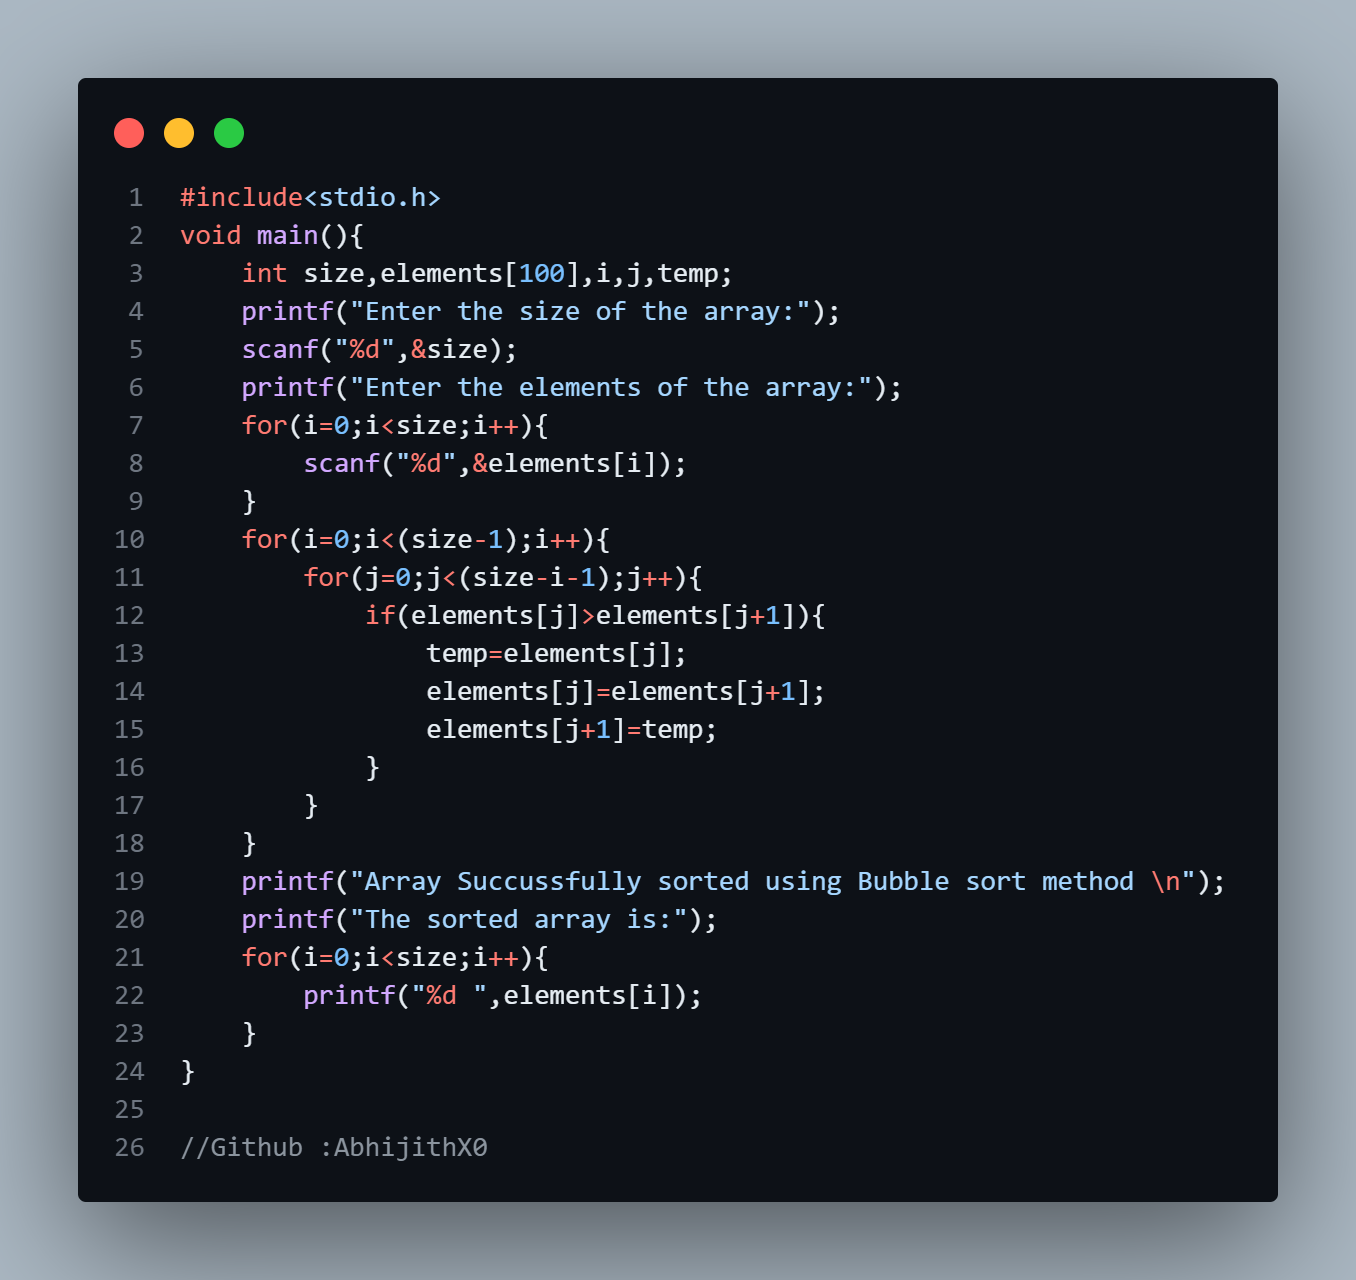 1 #include<stdio.h>
2 void main(){
3     int size,elements[100],i,j,temp;
4     printf("Enter the size of the array:");
5     scanf("%d",&size);
6     printf("Enter the elements of the array:");
7     for(i=0;i<size;i++){
8         scanf("%d",&elements[i]);
9     }
10     for(i=0;i<(size-1);i++){
11         for(j=0;j<(size-i-1);j++){
12             if(elements[j]>elements[j+1]){
13                 temp=elements[j];
14                 elements[j]=elements[j+1];
15                 elements[j+1]=temp;
16             }
17         }
18     }
19     printf("Array Succussfully sorted using Bubble sort method \n");
20     printf("The sorted array is:");
21     for(i=0;i<size;i++){
22         printf("%d ",elements[i]);
23     }
24 }
25
26 //Github :AbhijithX0